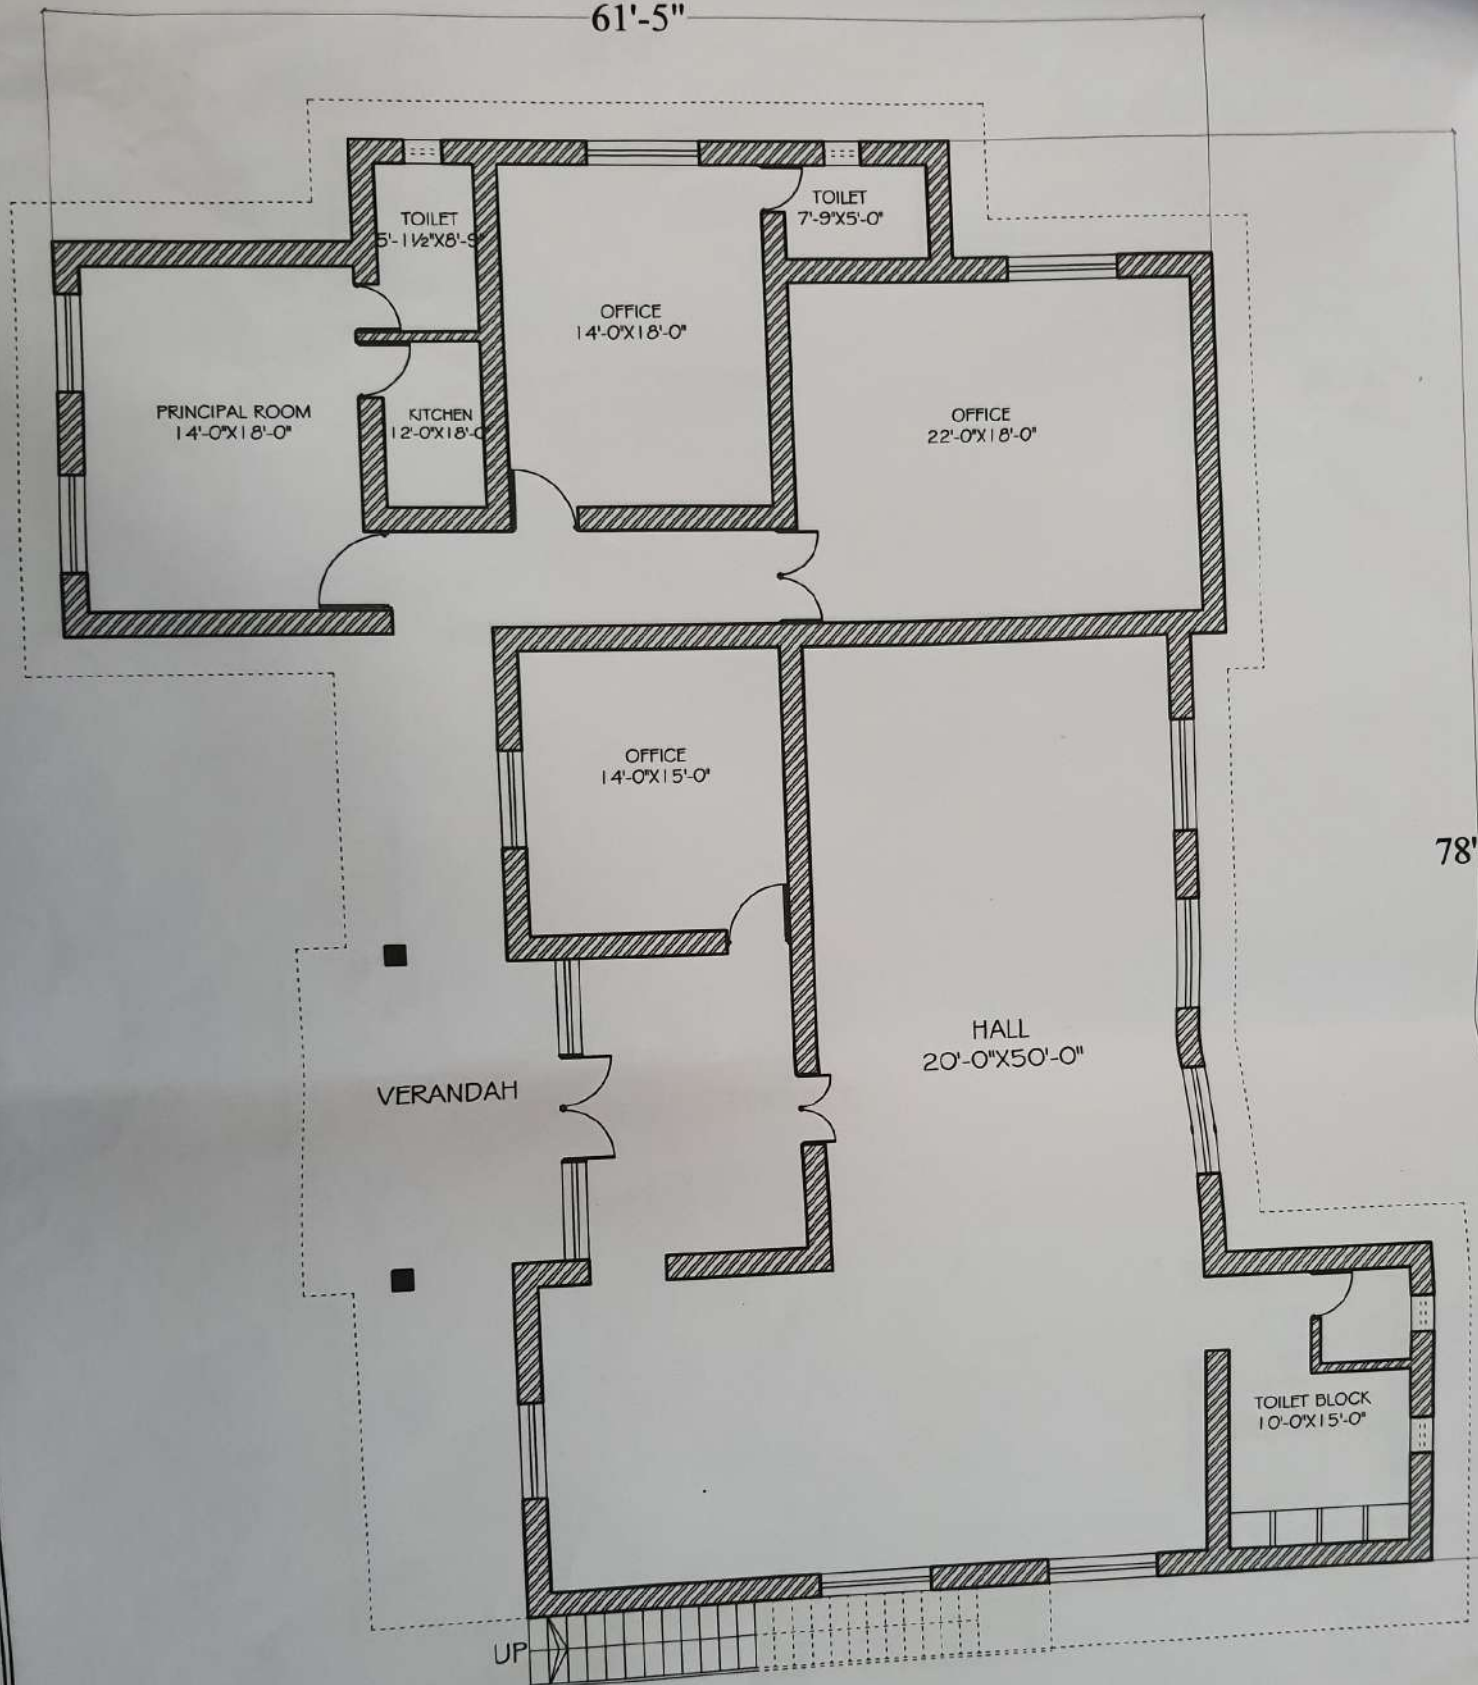 61'-5"
TOILET
5'-1½"X8'-9"
TOILET
7'-9"X5'-0"
OFFICE
14'-0"X18'-0"
PRINCIPAL ROOM
14'-0"X18'-0"
KITCHEN
12'-0"X18'-0
OFFICE
22'-0"X18'-0"
OFFICE
14'-0"X15'-0"
78'
HALL
20'-0"X50'-0"
VERANDAH
TOILET BLOCK
10'-0"X15'-0"
UP